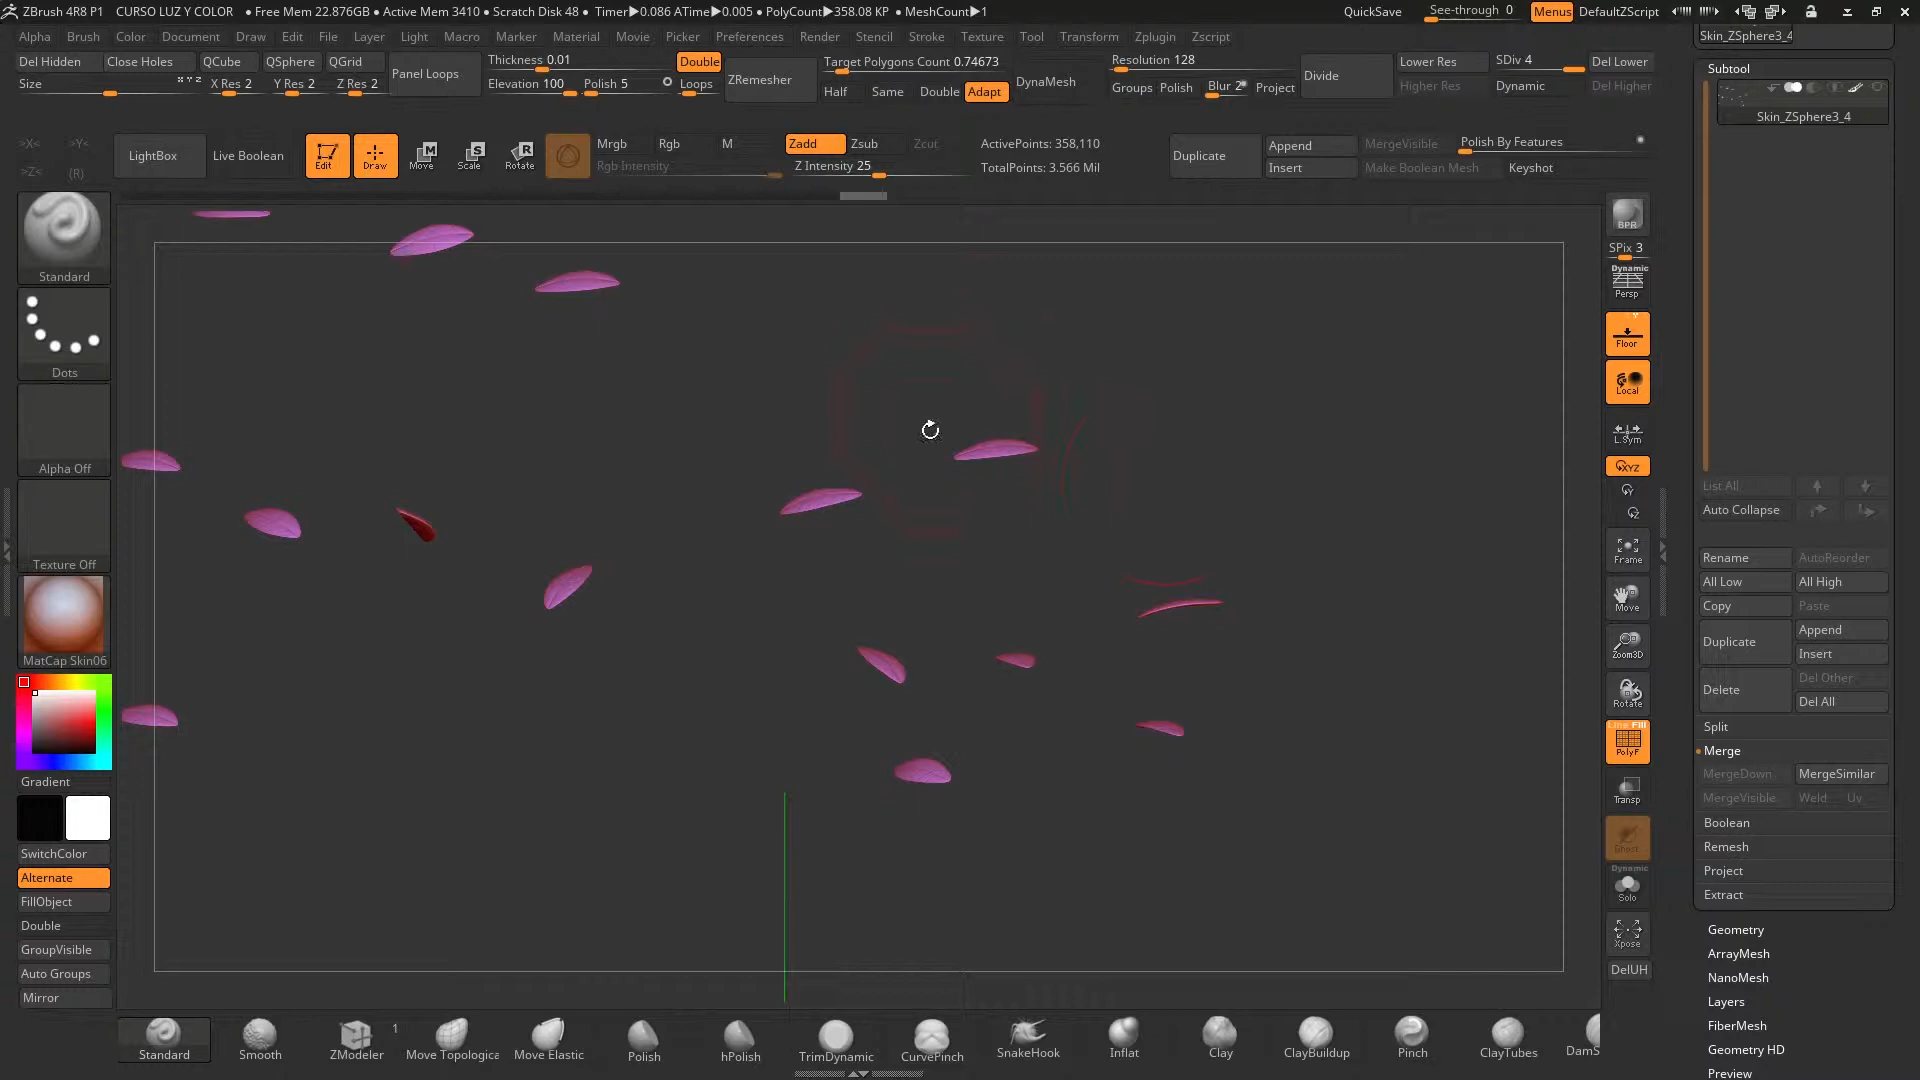 ZBrush 4R8 P1 CURSO LUZ Y COLOR ● Free Mem 22.876GB ● Active Mem 3410 ● Scratch Disk 48 ● Timer▶0.086 ATime▶0.005 ● PolyCount▶358.08 KP ● MeshCount▶1 QuickSave See-through 0 Menus DefaultZScript
Alpha Brush Color Document Draw Edit File Layer Light Macro Marker Material Movie Picker Preferences Render Stencil Stroke Texture Tool Transform Zplugin Zscript
Skin_ZSphere3_4
Del Hidden Close Holes QCube QSphere QGrid Panel Loops Thickness 0.01 Double ZRemesher Target Polygons Count 0.74673 DynaMesh Resolution 128 Divide Lower Res SDiv 4 Del Lower
Size X Res 2 Y Res 2 Z Res 2 Elevation 100 Polish 5 Loops Half Same Double Adapt Groups Polish Blur 2 Project Higher Res Dynamic Del Higher
>X< >Y< LightBox Live Boolean Edit Draw Move Scale Rotate Mrgb Rgb M Zadd Zsub Zcut ActivePoints: 358,110 Duplicate Append MergeVisible Polish By Features
>Z< (R) Rgb Intensity Z Intensity 25 TotalPoints: 3.566 Mil Insert Make Boolean Mesh Keyshot
Standard
Dots
Alpha Off
Texture Off
MatCap Skin06
Gradient
SwitchColor
Alternate
FillObject
Double
GroupVisible
Auto Groups
Mirror
BPR
SPix 3
Dynamic
Persp
Floor
Local
L.Sym
XYZ
Y
Z
Frame
Move
Zoom3D
Rotate
Line Fill
PolyF
Transp
Ghost
Dynamic
Solo
Xpose
DelUH
Subtool
Skin_ZSphere3_4
List All
Auto Collapse
Rename AutoReorder
All Low All High
Copy Paste
Duplicate Append
Insert
Delete Del Other
Del All
Split
Merge
MergeDown MergeSimilar
MergeVisible Weld Uv
Boolean
Remesh
Project
Extract
Geometry
ArrayMesh
NanoMesh
Layers
FiberMesh
Geometry HD
Preview
1
Standard Smooth ZModeler Move Topologica Move Elastic Polish hPolish TrimDynamic CurvePinch SnakeHook Inflat Clay ClayBuildup Pinch ClayTubes DamS